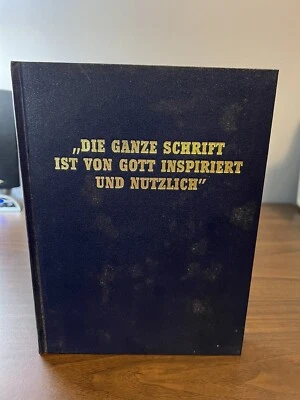 „DIE GANZE SCHRIFT
IST VON GOTT INSPIRIERT
UND NÜTZLICH"